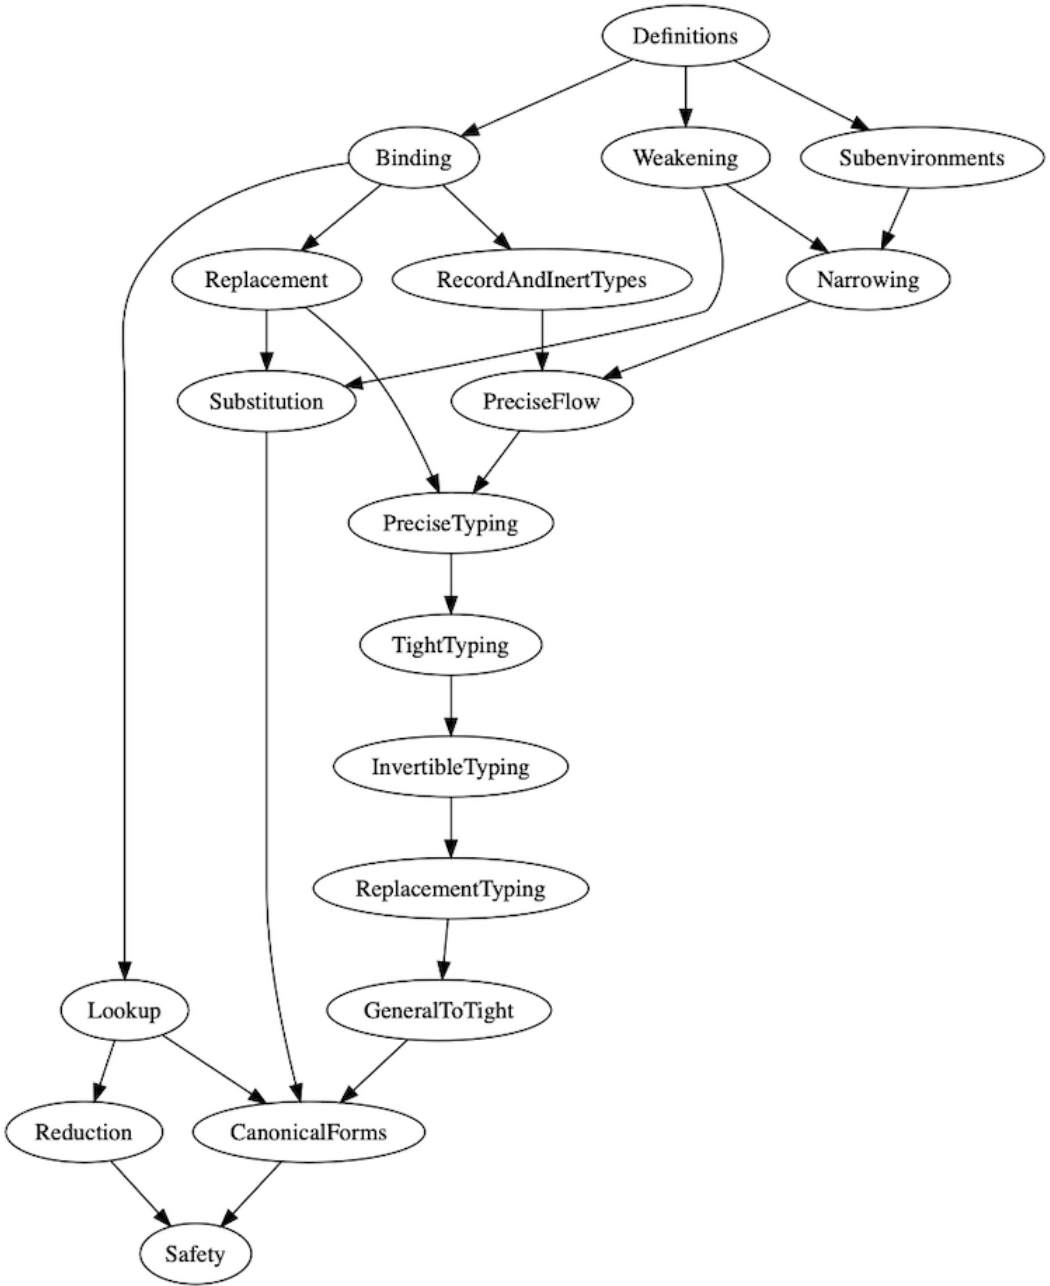 Definitions
Binding
Weakening
Subenvironments
Replacement
RecordAndInertTypes
Narrowing
Substitution
PreciseFlow
PreciseTyping
TightTyping
InvertibleTyping
ReplacementTyping
Lookup
GeneralToTight
Reduction
CanonicalForms
Safety